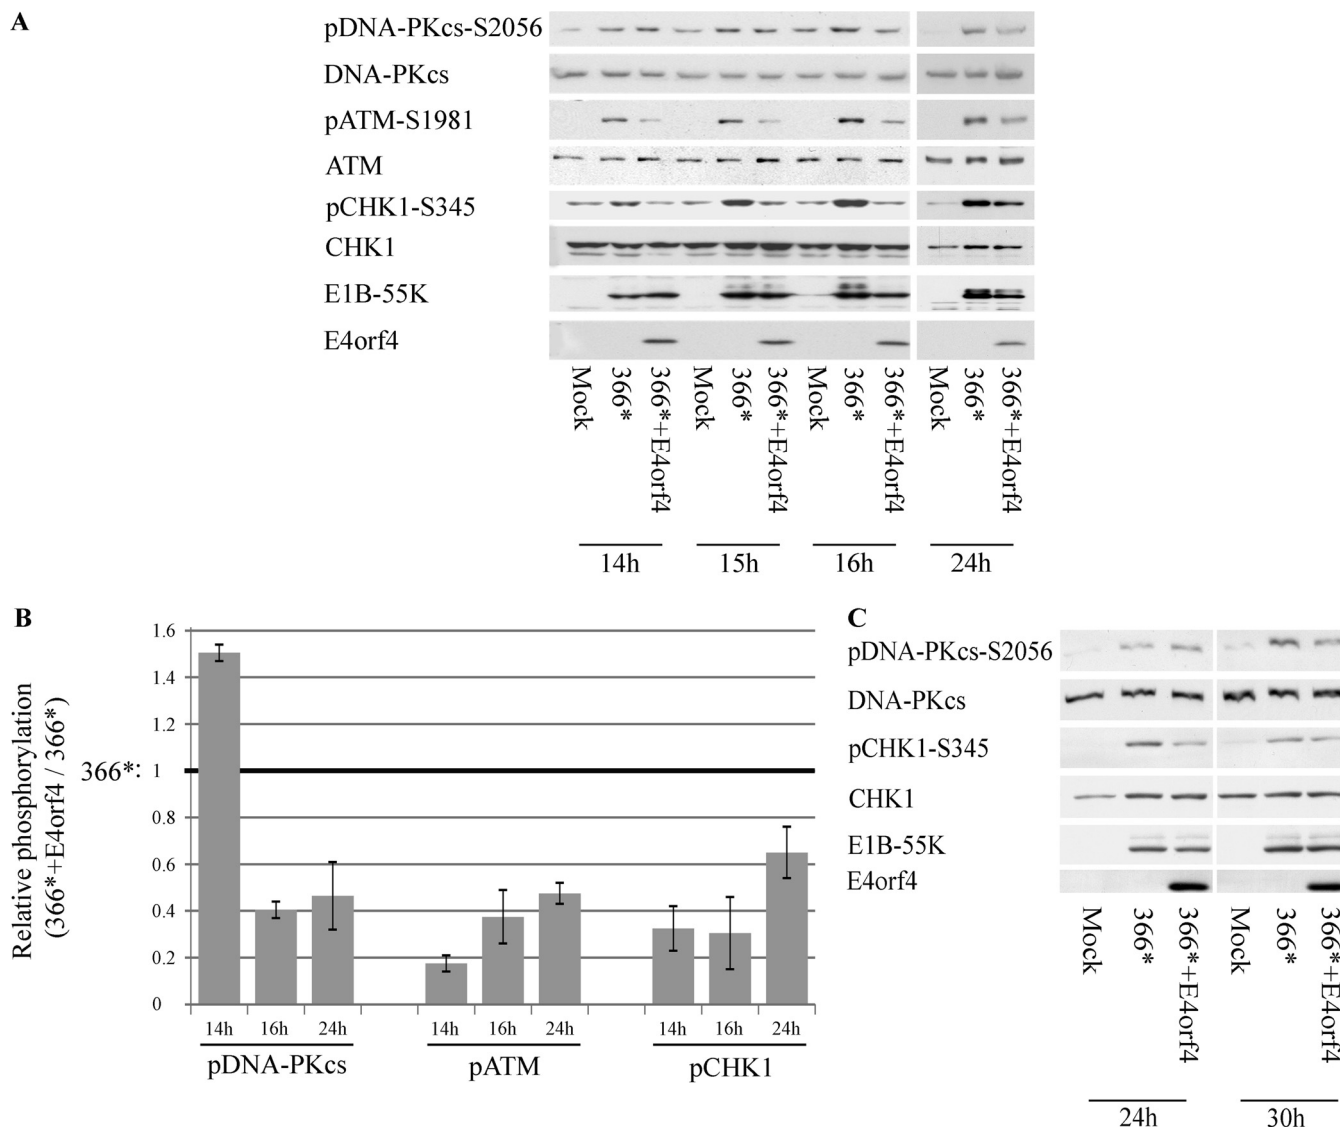 A
pDNA-PKcs-S2056
DNA-PKcs
pATM-S1981
ATM
pCHK1-S345
CHK1
E1B-55K
E4orf4
Mock
366*
366*+E4orf4
Mock
366*
366*+E4orf4
Mock
366*
366*+E4orf4
Mock
366*
366*+E4orf4
14h
15h
16h
24h
B
Relative phosphorylation
(366*+E4orf4 / 366*)
1.6
1.4
1.2
366*: 1
0.8
0.6
0.4
0.2
0
14h 16h 24h 14h 16h 24h 14h 16h 24h
pDNA-PKcs pATM pCHK1
C
pDNA-PKcs-S2056
DNA-PKcs
pCHK1-S345
CHK1
E1B-55K
E4orf4
Mock
366*
366*+E4orf4
Mock
366*
366*+E4orf4
24h
30h